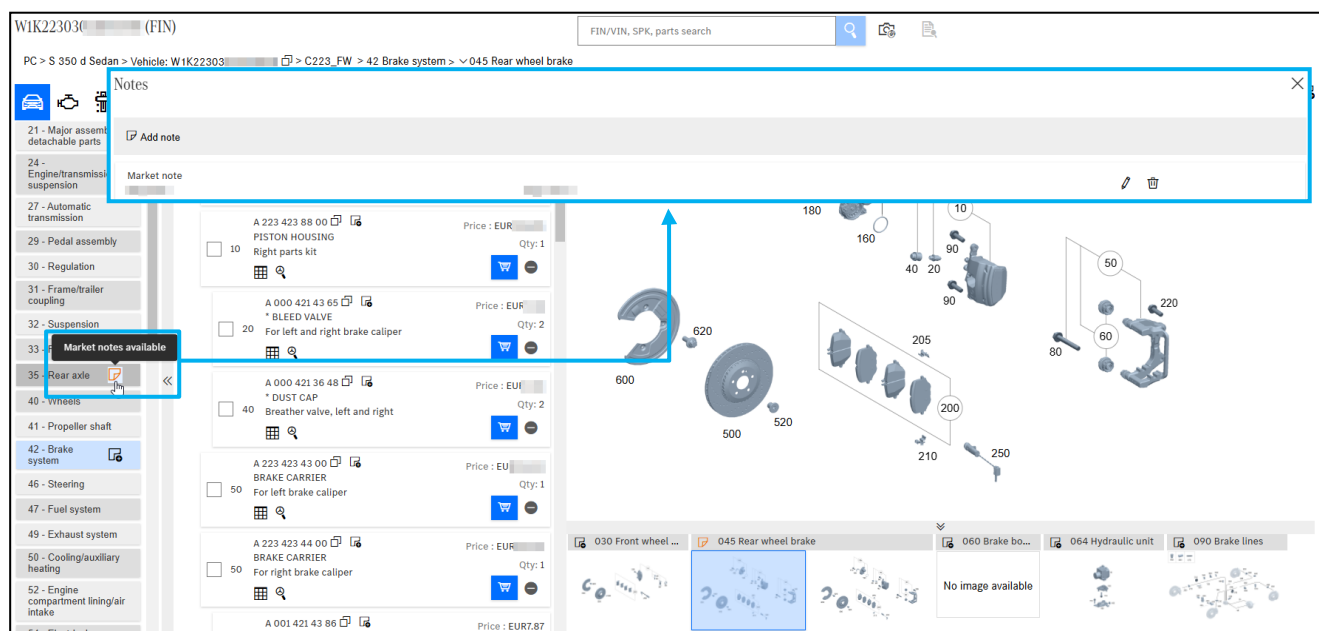 W1K22303 (FIN)
FIN/VIN, SPK, parts search
PC > S 350 d Sedan > Vehicle: W1K22303 > C223_FW > 42 Brake system > 045 Rear wheel brake
Notes
Add note
Market note
21 - Major assemb
detachable parts
24 -
Engine/transmissi
suspension
27 - Automatic
transmission
29 - Pedal assembly
30 - Regulation
31 - Frame/trailer
coupling
32 - Suspension
33 - F
Market notes available
35 - Rear axle
40 - Wheels
41 - Propeller shaft
42 - Brake
system
46 - Steering
47 - Fuel system
49 - Exhaust system
50 - Cooling/auxiliary
heating
52 - Engine
compartment lining/air
intake
A 223 423 88 00
Price : EUR
PISTON HOUSING
10
Right parts kit
Qty: 1
A 000 421 43 65
Price : EUR
* BLEED VALVE
20
For left and right brake caliper
Qty: 2
A 000 421 36 48
Price : EUR
* DUST CAP
40
Breather valve, left and right
Qty: 2
A 223 423 43 00
Price : EU
BRAKE CARRIER
50
For left brake caliper
Qty: 1
A 223 423 44 00
Price : EUR
BRAKE CARRIER
50
For right brake caliper
Qty: 1
A 001 421 43 86
Price : EUR7.87
180
160
10
90
40 20
90
50
220
60
80
620
600
205
200
520
500
210
250
030 Front wheel ...
045 Rear wheel brake
060 Brake bo...
064 Hydraulic unit
090 Brake lines
No image available